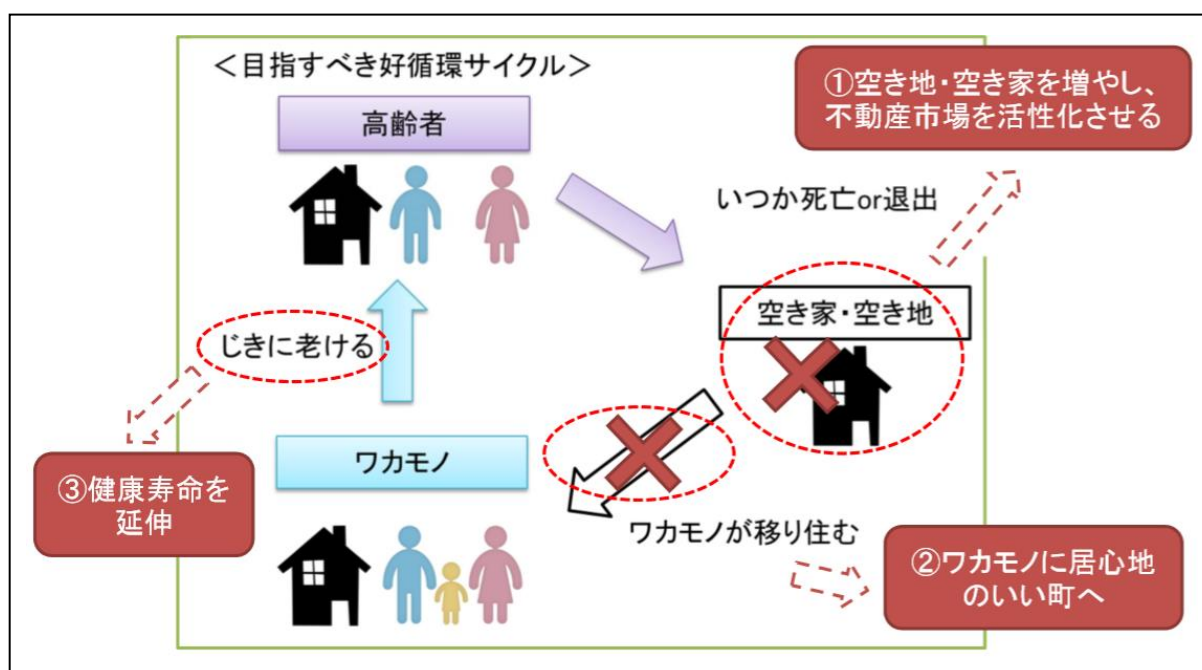 ＜目指すべき好循環サイクル＞
高齢者
①空き地・空き家を増やし、
不動産市場を活性化させる
いつか死亡or退出
空き家・空き地
じきに老ける
ワカモノ
ワカモノが移り住む
③健康寿命を
延伸
②ワカモノに居心地
のいい町へ